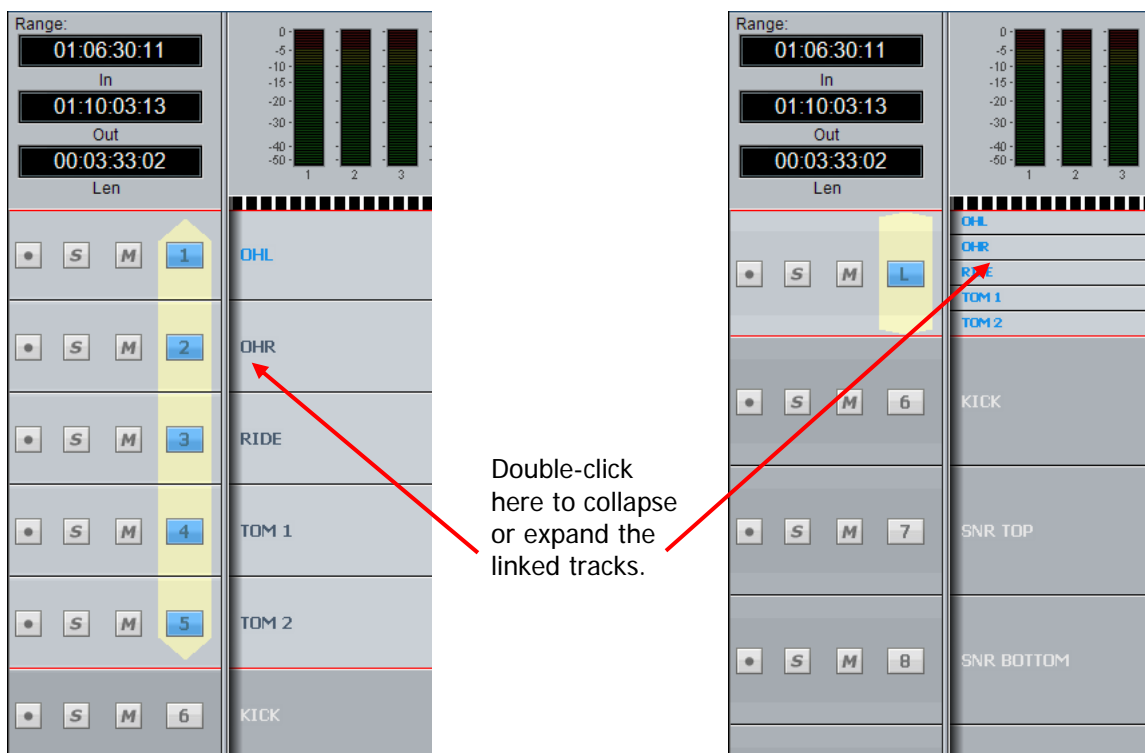 Range:
01:06:30:11
In
01:10:03:13
Out
00:03:33:02
Len
0
-5
-10
-15
-20
-30
-40
-50
1 2 3
S M 1 OHL
S M 2 OHR
S M 3 RIDE
S M 4 TOM 1
S M 5 TOM 2
S M 6 KICK
Double-click
here to collapse
or expand the
linked tracks.
Range:
01:06:30:11
In
01:10:03:13
Out
00:03:33:02
Len
0
-5
-10
-15
-20
-30
-40
-50
1 2 3
OHL
OHR
S M L
RIDE
TOM 1
TOM 2
S M 6 KICK
S M 7 SNR TOP
S M 8 SNR BOTTOM